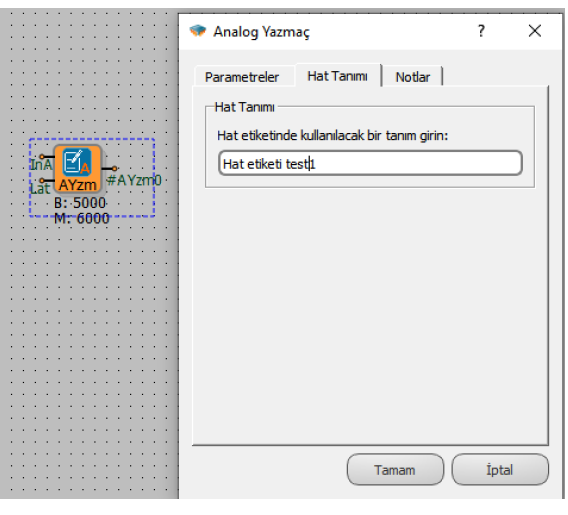 Analog Yazmaç
?
Parametreler
Hat Tanımı
Notlar
Hat Tanımı
Hat etiketinde kullanılacak bir tanım girin:
Hat etiketi test1
InA
Lat
AYzm
#AYzm0
B: 5000
M: 6000
Tamam
İptal